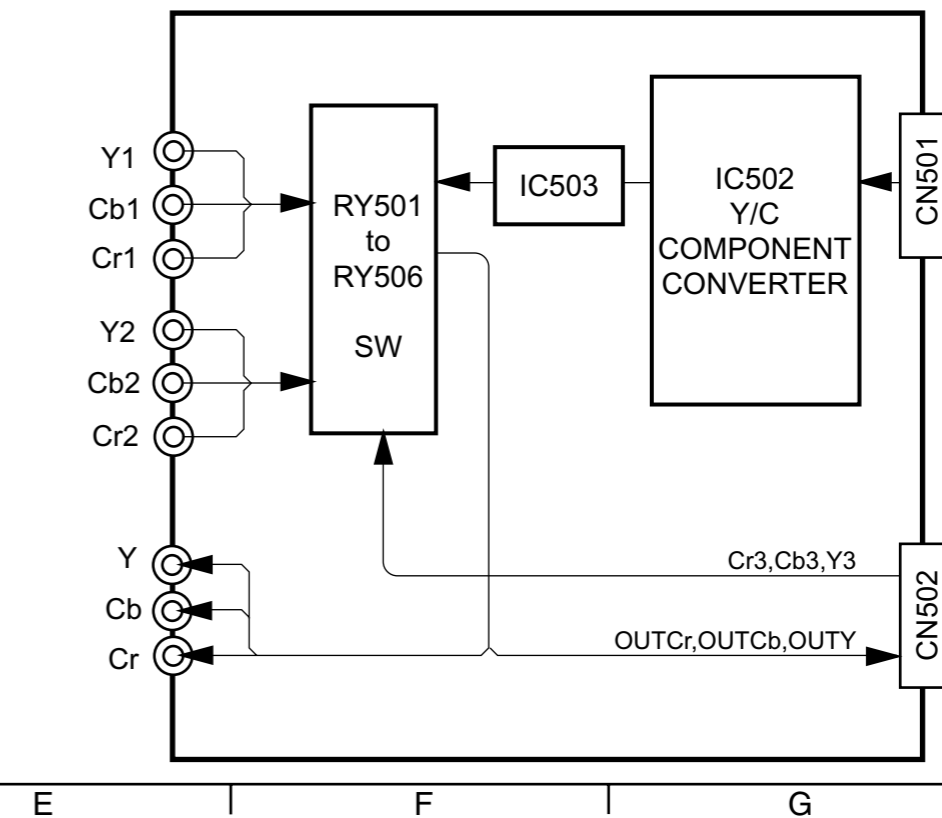 Y1
Cb1
Cr1
Y2
Cb2
Cr2
Y
Cb
Cr
RY501
to
RY506
SW
IC503
IC502
Y/C
COMPONENT
CONVERTER
CN501
Cr3,Cb3,Y3
OUTCr,OUTCb,OUTY
CN502
E
F
G